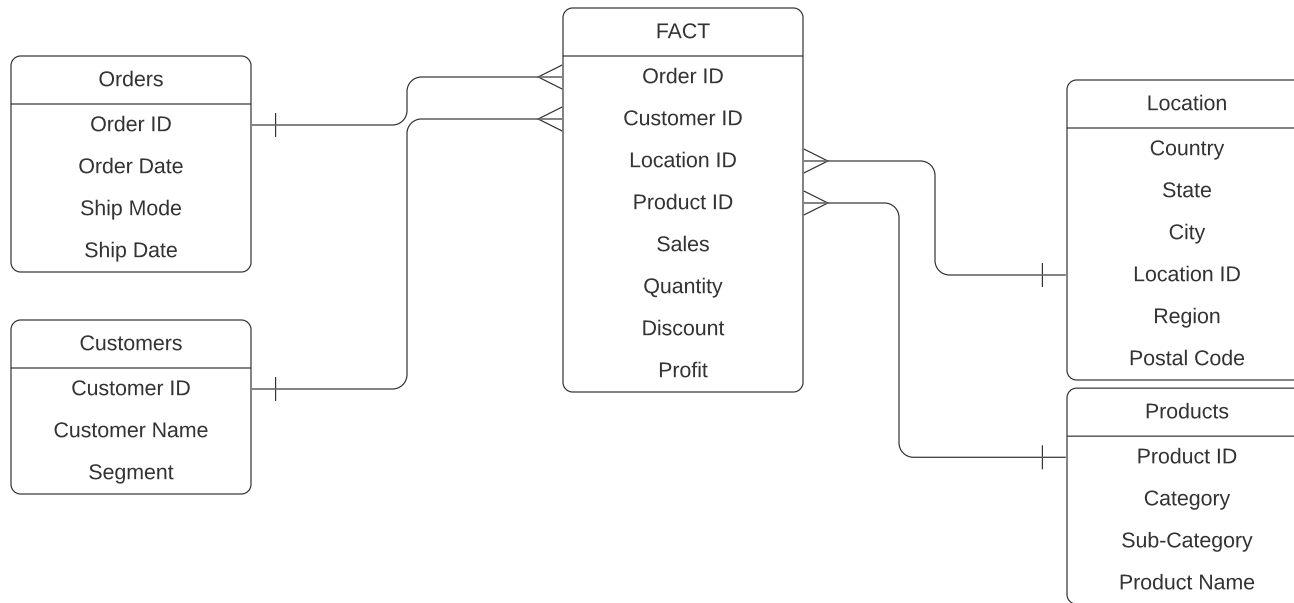 Orders
Order ID
Order Date
Ship Mode
Ship Date
Customers
Customer ID
Customer Name
Segment
FACT
Order ID
Customer ID
Location ID
Product ID
Sales
Quantity
Discount
Profit
Location
Country
State
City
Location ID
Region
Postal Code
Products
Product ID
Category
Sub-Category
Product Name